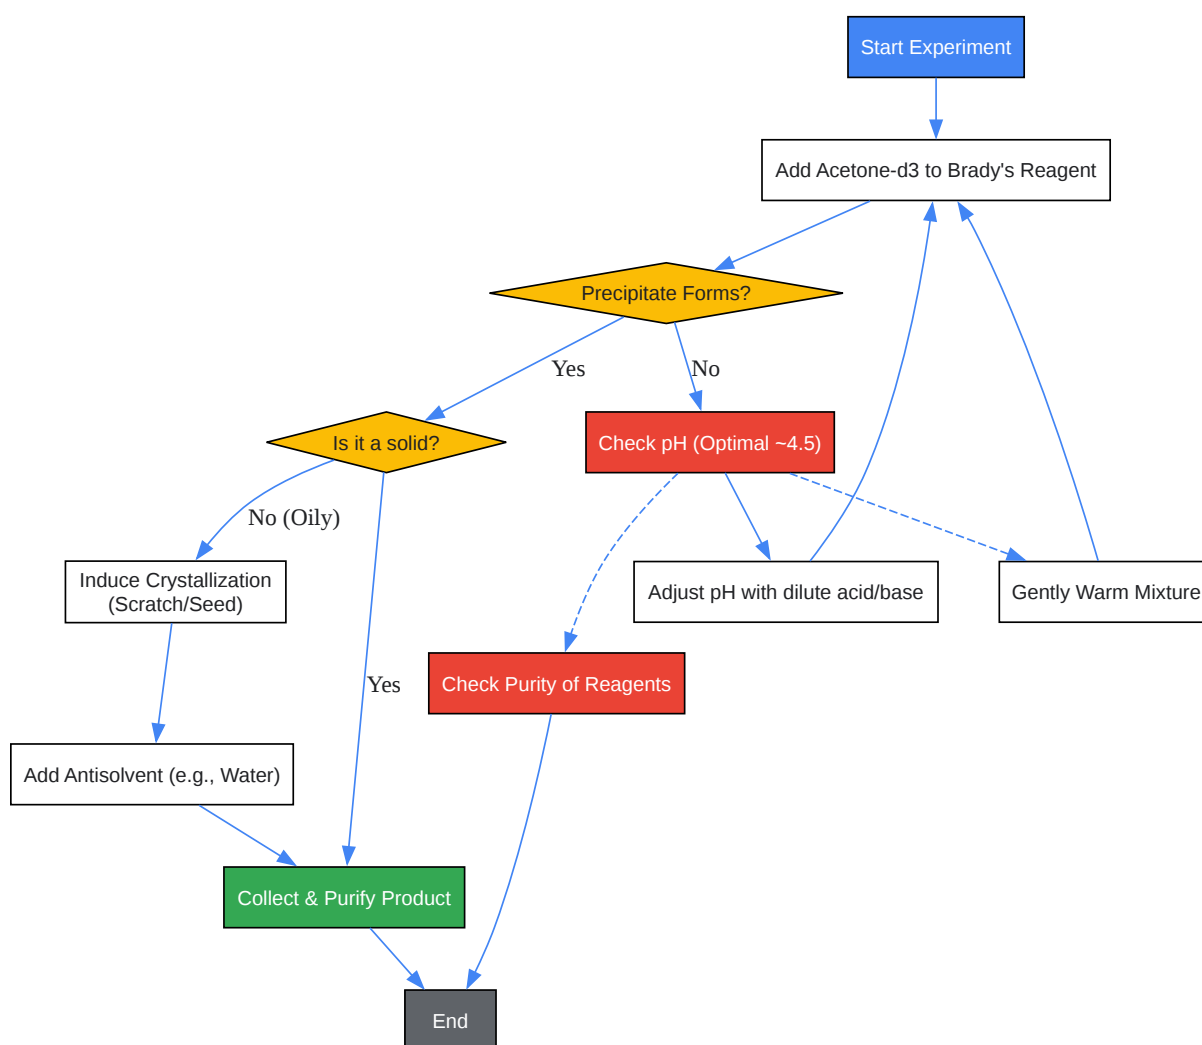 Start Experiment
Add Acetone-d3 to Brady's Reagent
Precipitate Forms?
Yes
No
Is it a solid?
Check pH (Optimal ~4.5)
No (Oily)
Induce Crystallization
(Scratch/Seed)
Adjust pH with dilute acid/base
Gently Warm Mixture
Yes
Check Purity of Reagents
Add Antisolvent (e.g., Water)
Collect & Purify Product
End